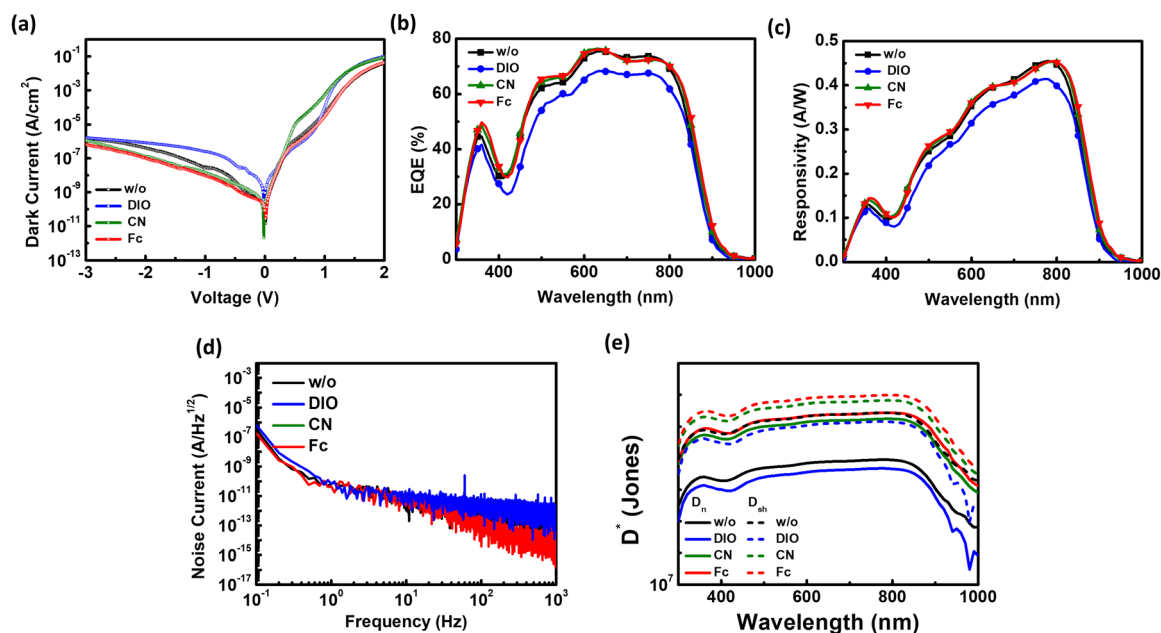 (a)
Dark Current (A/cm²)
10⁻¹
10⁻³
10⁻⁵
10⁻⁷
10⁻⁹
10⁻¹¹
10⁻¹³
w/o
DIO
CN
Fc
-3 -2 -1 0 1 2
Voltage (V)
(b)
EQE (%)
80
60
40
20
0
w/o
DIO
CN
Fc
400 600 800 1000
Wavelength (nm)
(c)
Responsivity (A/W)
0.5
0.4
0.3
0.2
0.1
0.0
w/o
DIO
CN
Fc
400 600 800 1000
Wavelength (nm)
(d)
Noise Current (A/Hz¹ᐟ²)
10⁻³
10⁻⁵
10⁻⁷
10⁻⁹
10⁻¹¹
10⁻¹³
10⁻¹⁵
10⁻¹⁷
w/o
DIO
CN
Fc
10⁻¹ 10⁰ 10¹ 10² 10³
Frequency (Hz)
(e)
D* (Jones)
10⁷
Dₙ Dₛₕ
w/o w/o
DIO DIO
CN CN
Fc Fc
400 600 800 1000
Wavelength (nm)